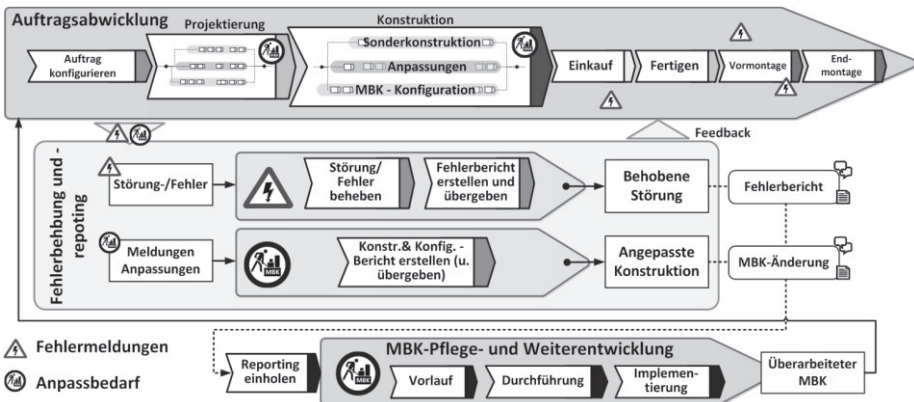 Auftragsabwicklung
Projektierung
Konstruktion
Auftrag
konfigurieren
Sonderkonstruktion
Anpassungen
MBK - Konfiguration
Einkauf
Fertigen
Vormontage
End-
montage
Feedback
Fehlerbehbung und -
repoting
Störung-/Fehler
Störung/
Fehler
beheben
Fehlerbericht
erstellen und
übergeben
Behobene
Störung
Fehlerbericht
Meldungen
Anpassungen
MBK
Konstr.& Konfig. -
Bericht erstellen (u.
übergeben)
Angepasste
Konstruktion
MBK-Änderung
Fehlermeldungen
Anpassbedarf
Reporting
einholen
MBK
MBK-Pflege- und Weiterentwicklung
Vorlauf
Durchführung
Implemen-
tierung
Überarbeiteter
MBK